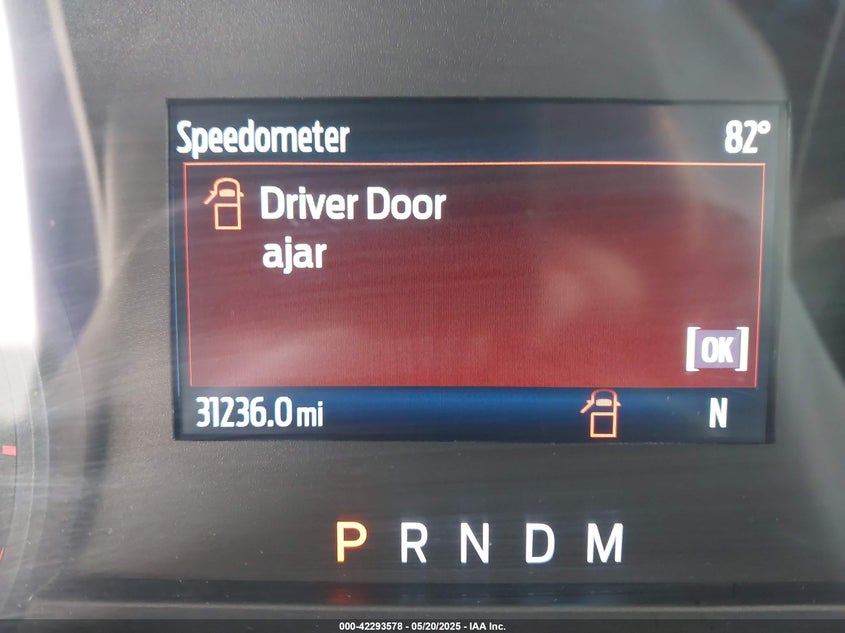 Speedometer 82°
Driver Door
ajar
[OK]
31236.0 mi N
P R N D M
000-42293578 - 05/20/2025 - IAA Inc.